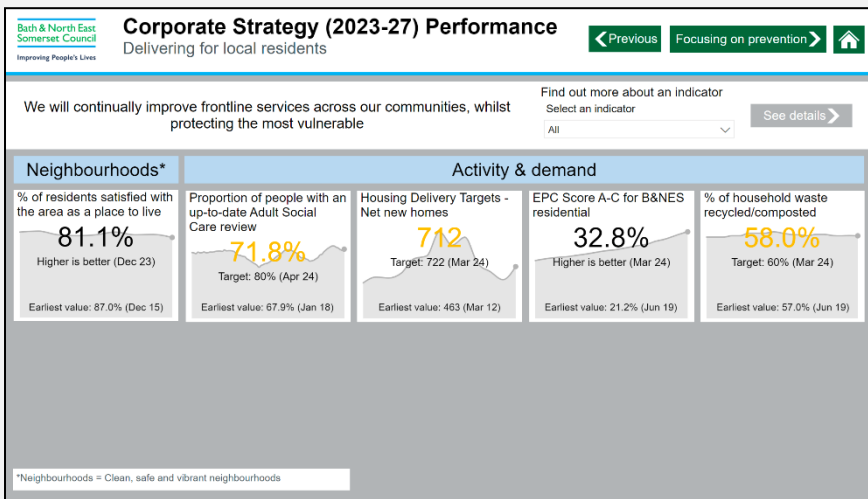 Bath & North East
Somerset Council
Improving People's Lives
Corporate Strategy (2023-27) Performance
Delivering for local residents
Previous
Focusing on prevention
We will continually improve frontline services across our communities, whilst
protecting the most vulnerable
Find out more about an indicator
Select an indicator
All
See details
Neighbourhoods*
Activity & demand
% of residents satisfied with
the area as a place to live
81.1%
Higher is better (Dec 23)
Earliest value: 87.0% (Dec 15)
Proportion of people with an
up-to-date Adult Social
Care review
71.8%
Target: 80% (Apr 24)
Earliest value: 67.9% (Jan 18)
Housing Delivery Targets -
Net new homes
712
Target: 722 (Mar 24)
Earliest value: 463 (Mar 12)
EPC Score A-C for B&NES
residential
32.8%
Higher is better (Mar 24)
Earliest value: 21.2% (Jun 19)
% of household waste
recycled/composted
58.0%
Target: 60% (Mar 24)
Earliest value: 57.0% (Jun 19)
*Neighbourhoods = Clean, safe and vibrant neighbourhoods